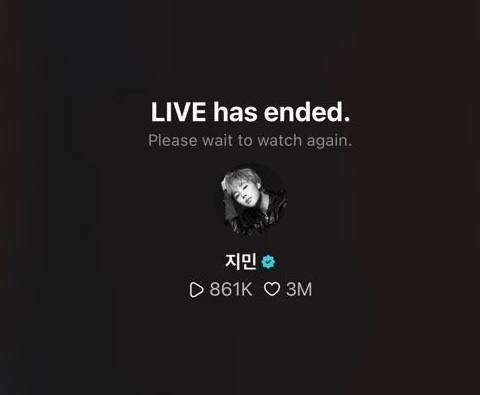 LIVE has ended.
Please wait to watch again.
지민
861K 3M